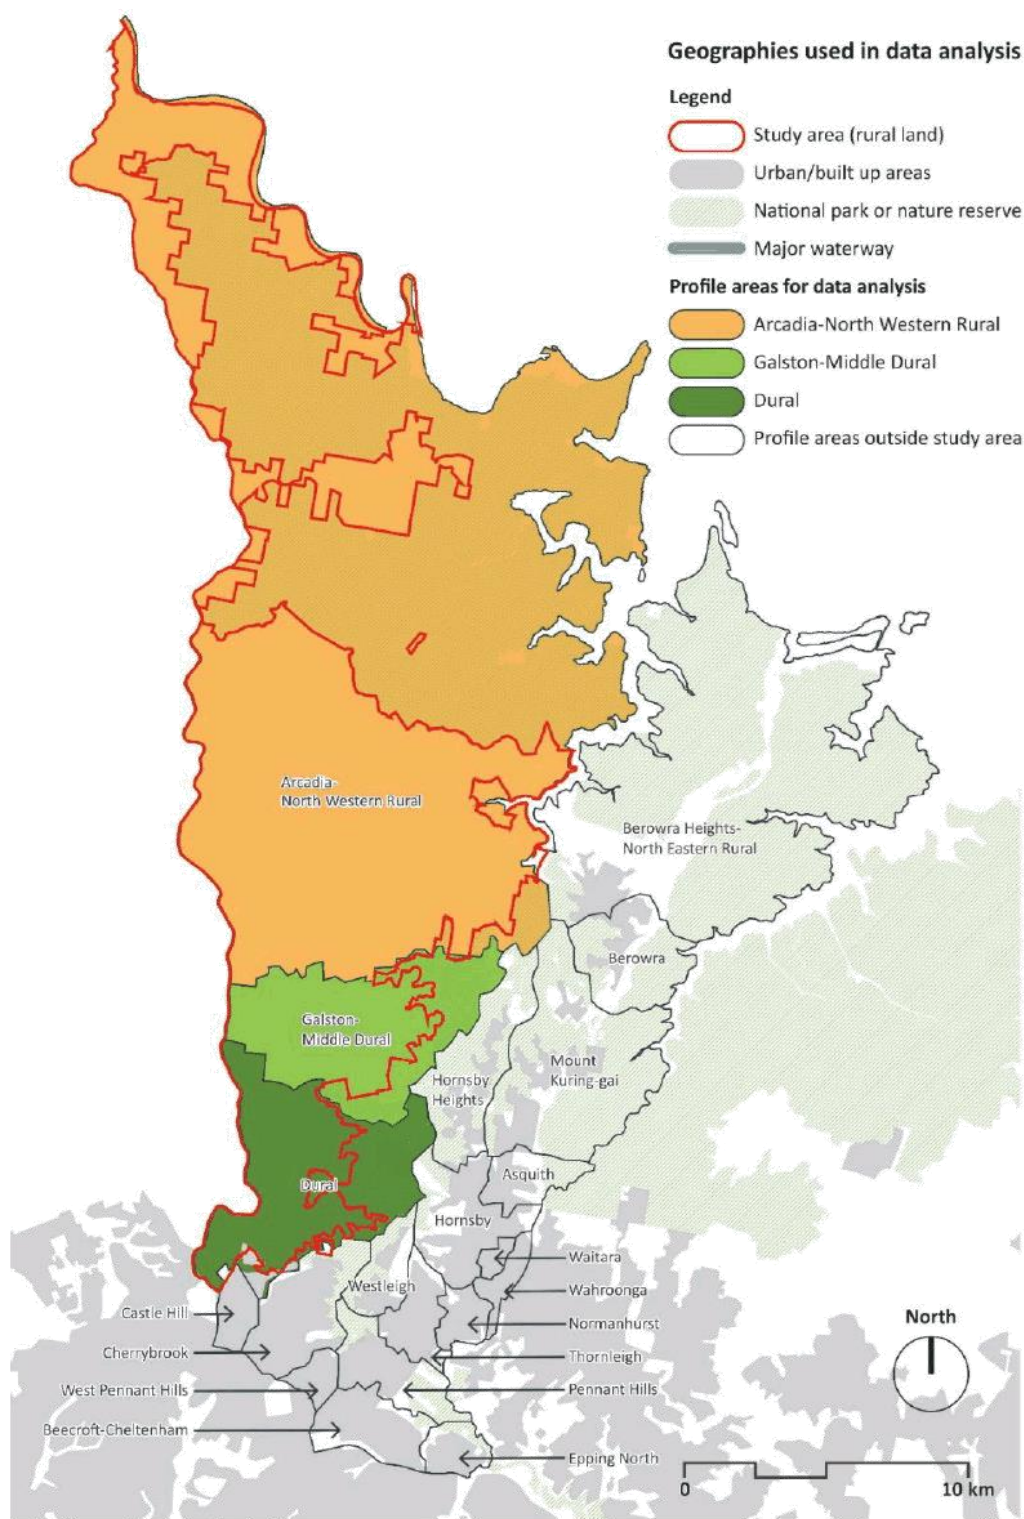 Geographies used in data analysis
Legend
Study area (rural land)
Urban/built up areas
National park or nature reserve
Major waterway
Profile areas for data analysis
Arcadia-North Western Rural
Galston-Middle Dural
Dural
Profile areas outside study area
Arcadia-
North Western Rural
Berowra Heights-
North Eastern Rural
Berowra
Galston-
Middle Dural
Mount
Kuring-gai
Hornsby
Heights
Asquith
Dural
Hornsby
Waitara
Westleigh
Wahroonga
Castle Hill
Normanhurst
Cherrybrook
Thornleigh
West Pennant Hills
Pennant Hills
Beecroft-Cheltenham
Epping North
North
0
10 km